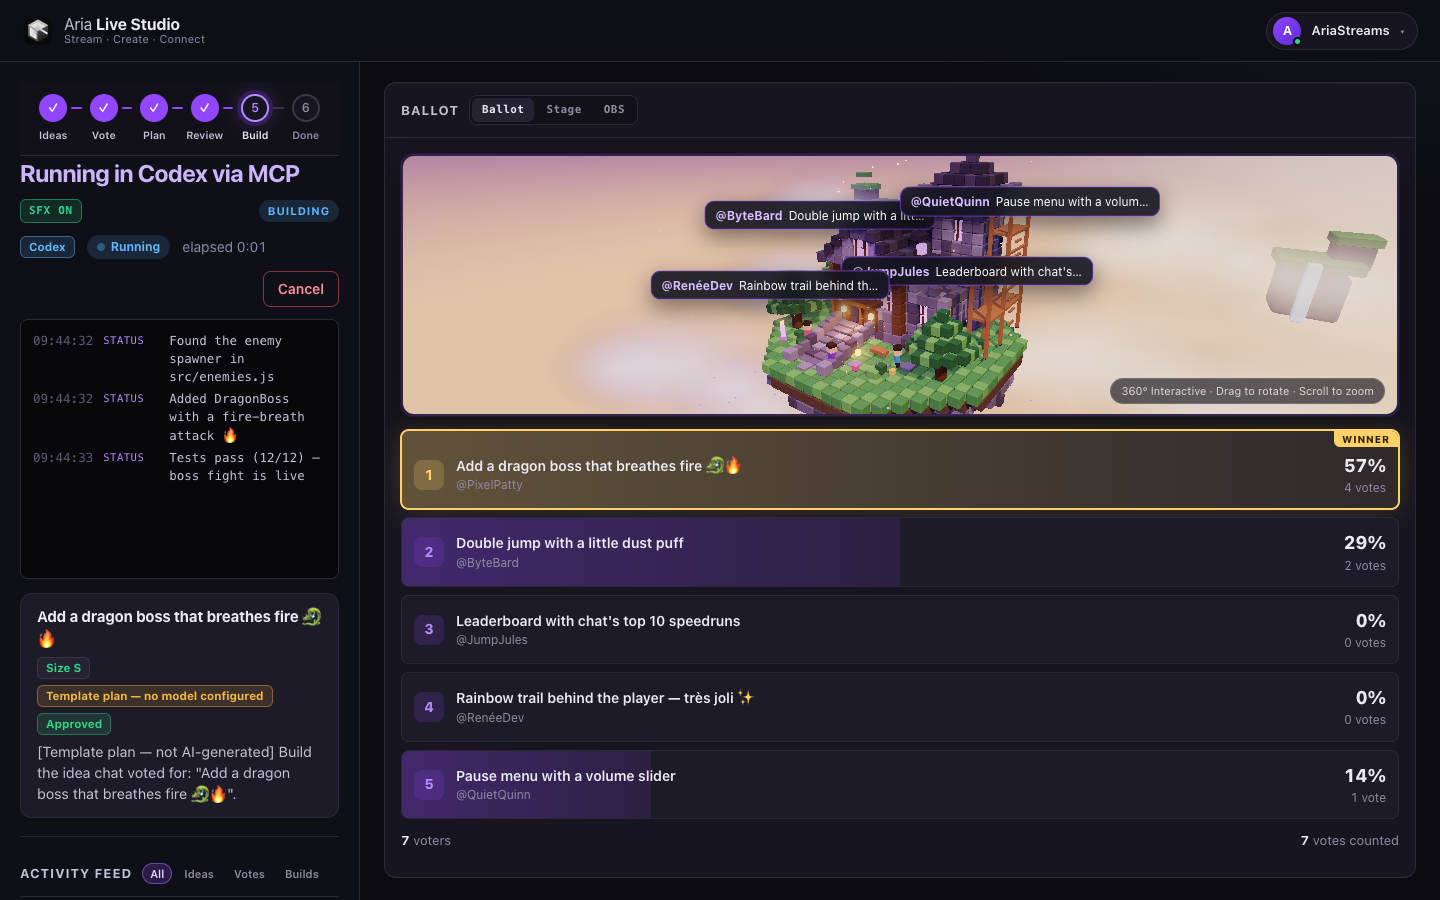 Aria Live Studio
Stream · Create · Connect
A
AriaStreams
5
6
Ideas
Vote
Plan
Review
Build
Done
Running in Codex via MCP
SFX ON
BUILDING
Codex
Running
elapsed 0:01
Cancel
09:44:32 STATUS Found the enemy
spawner in
src/enemies.js
09:44:32 STATUS Added DragonBoss
with a fire-breath
attack 🔥
09:44:33 STATUS Tests pass (12/12) —
boss fight is live
Add a dragon boss that breathes fire 🐉
🔥
Size S
Template plan — no model configured
Approved
[Template plan — not AI-generated] Build
the idea chat voted for: "Add a dragon
boss that breathes fire 🐉🔥".
ACTIVITY FEED
All
Ideas
Votes
Builds
BALLOT
Ballot
Stage
OBS
@ByteBard Double jump with a
@QuietQuinn Pause menu with a volum...
Leaderboard with chat's...
@RenéeDev Rainbow trail behind th...
360° Interactive · Drag to rotate · Scroll to zoom
WINNER
1
Add a dragon boss that breathes fire 🐉🔥
@PixelPatty
57%
4 votes
2
Double jump with a little dust puff
@ByteBard
29%
2 votes
3
Leaderboard with chat's top 10 speedruns
@JumpJules
0%
0 votes
4
Rainbow trail behind the player — très joli ✨
@RenéeDev
0%
0 votes
5
Pause menu with a volume slider
@QuietQuinn
14%
1 vote
7 voters
7 votes counted